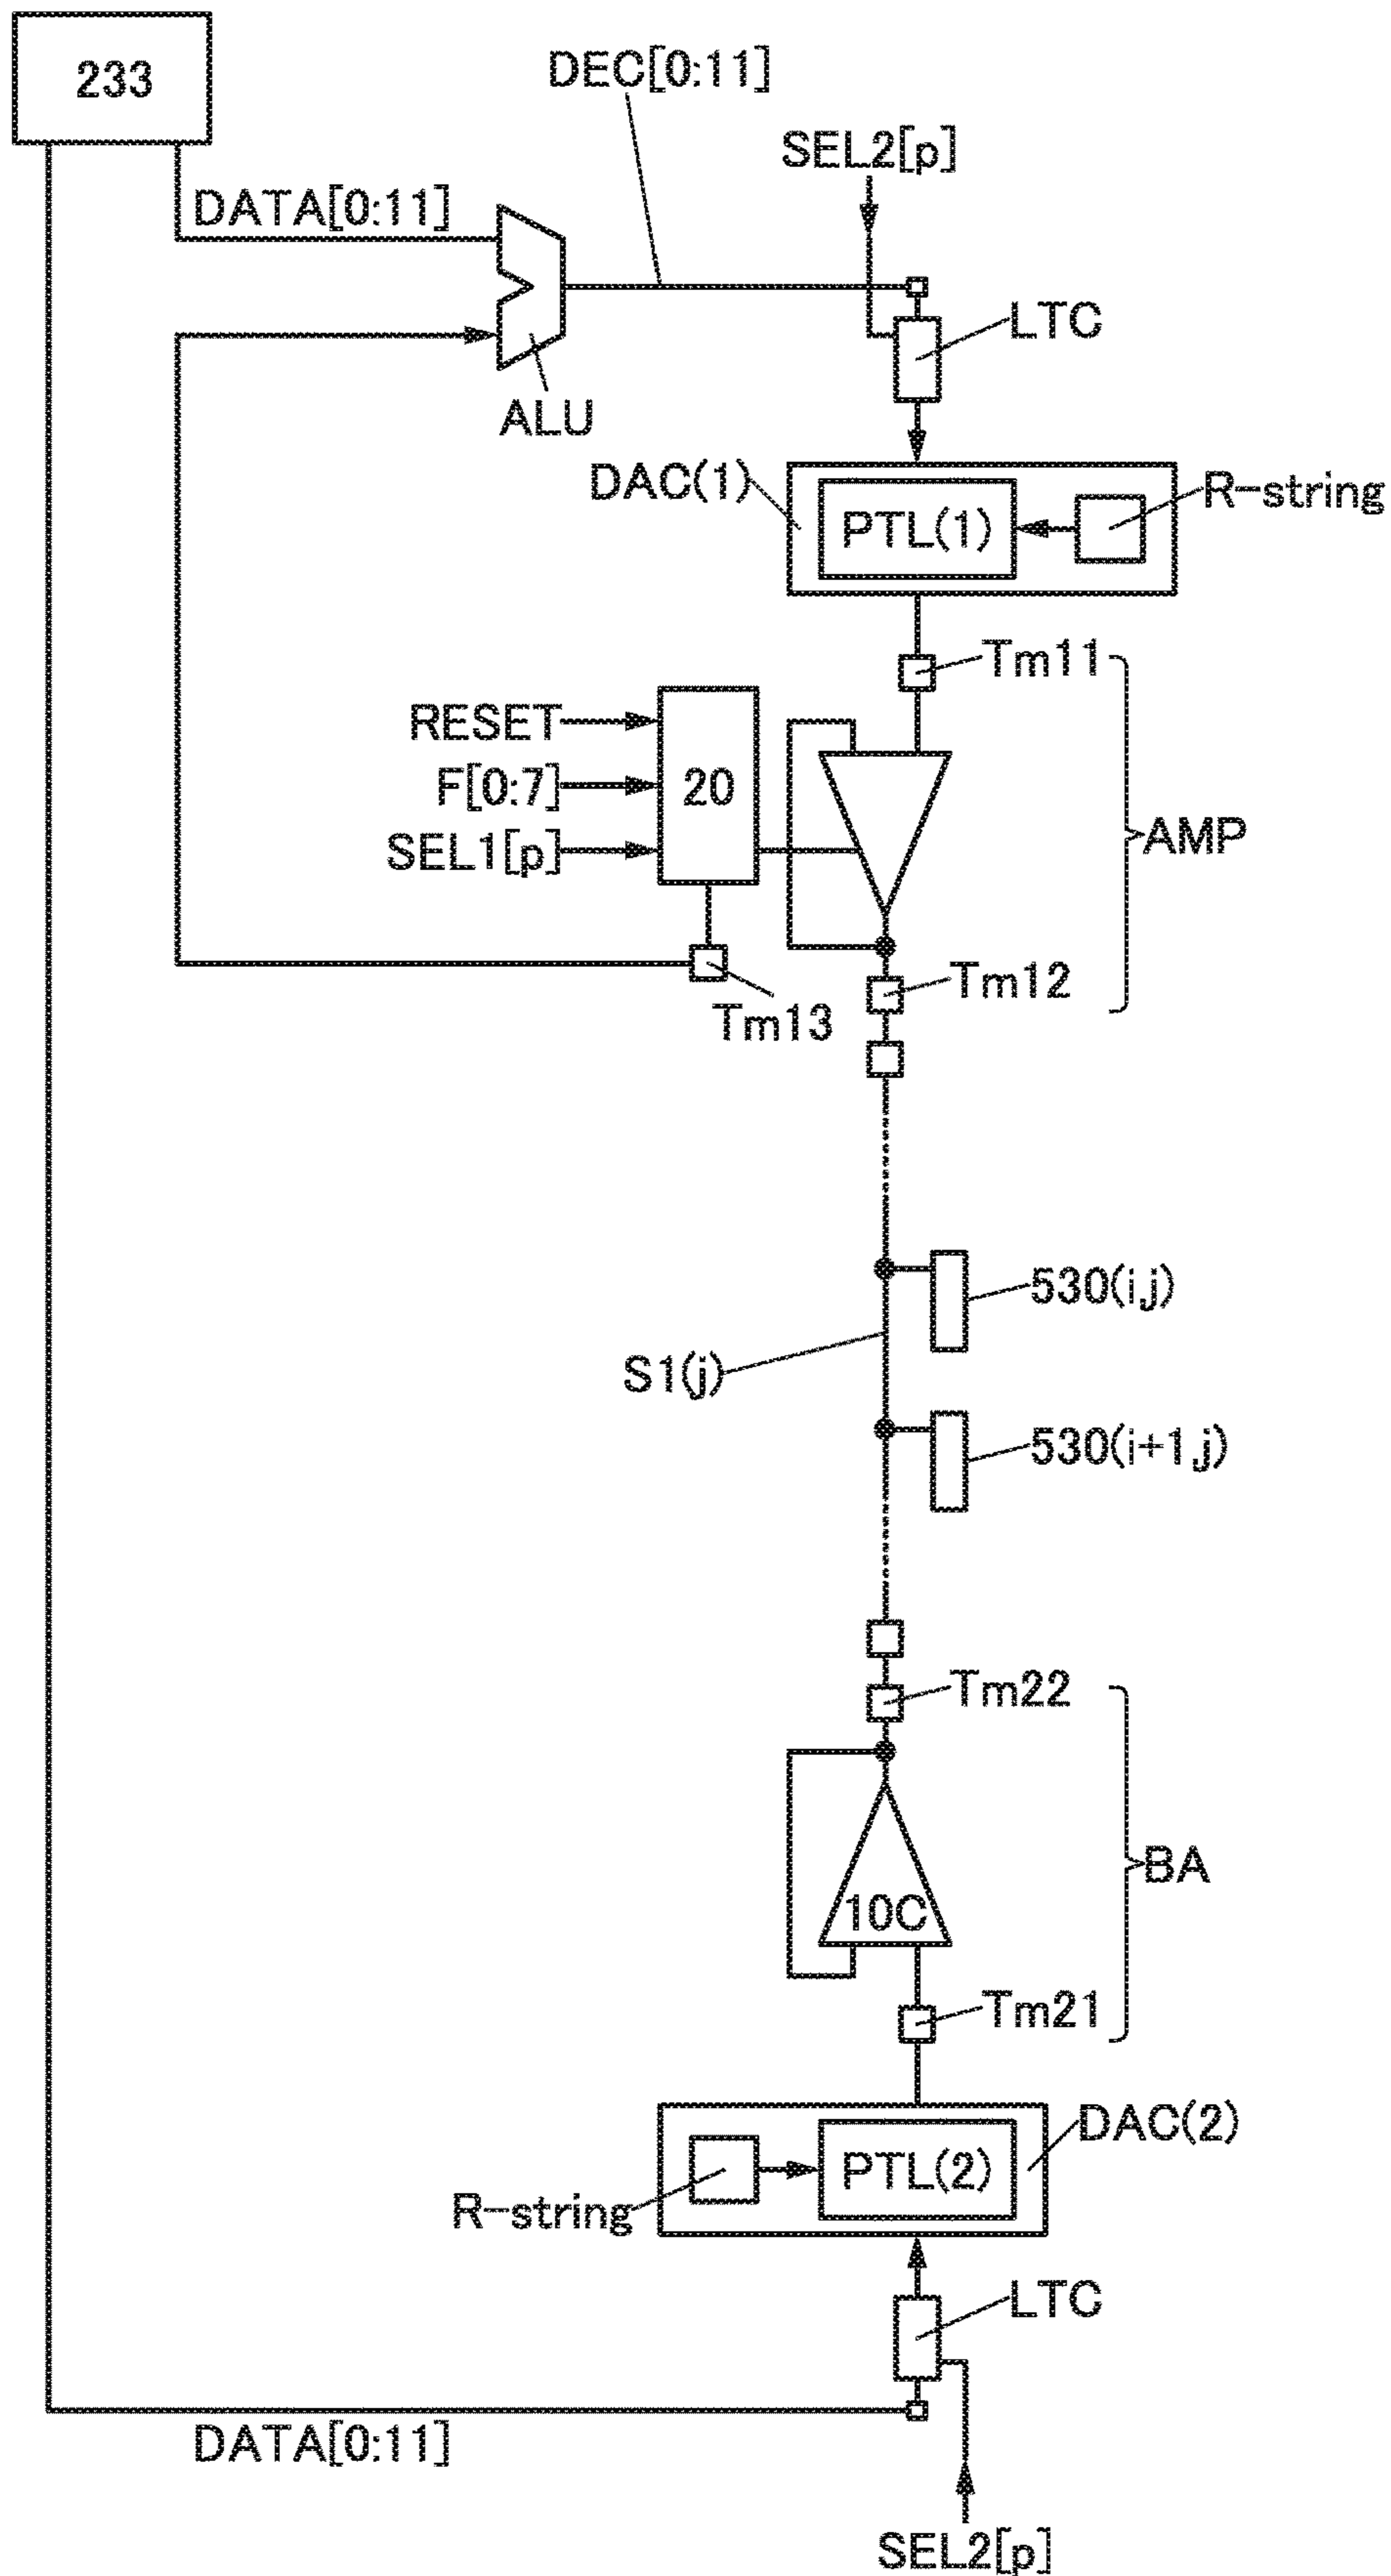 233
DEC[0:11]
SEL2[p]
DATA[0:11]
LTC
ALU
DAC(1)
PTL(1)
R-string
Tm11
RESET
F[0:7]
20
AMP
SEL1[p]
Tm12
Tm13
530(i,j)
S1(j)
530(i+1,j)
Tm22
10C
BA
Tm21
DAC(2)
PTL(2)
R-string
LTC
DATA[0:11]
SEL2[p]